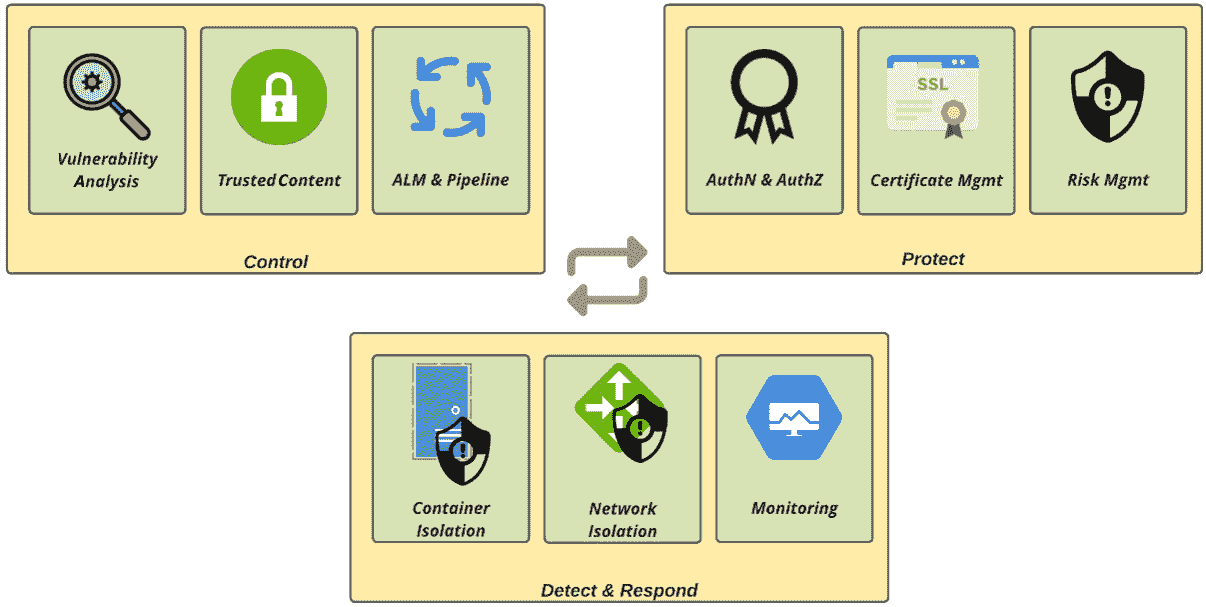 Vulnerability
Analysis
Trusted Content
ALM & Pipeline
Control
AuthN & AuthZ
SSL
Certificate Mgmt
Risk Mgmt
Protect
Container
Isolation
Network
Isolation
Monitoring
Detect & Respond